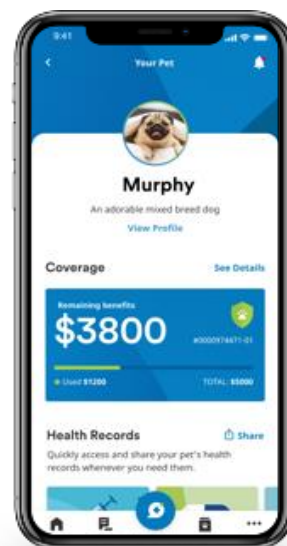 9:41
Your Pet
Murphy
An adorable mixed breed dog
View Profile
Coverage
See Details
Remaining benefits
$3800
#0000974671-01
Used $1200
TOTAL: $5000
Health Records
Share
Quickly access and share your pet's health
records whenever you need them.